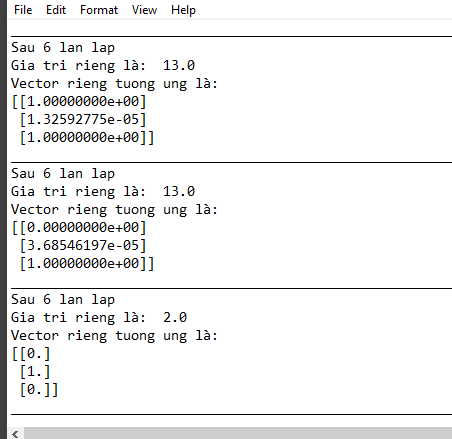 File Edit Format View Help
Sau 6 lan lap
Gia tri rieng là:  13.0
Vector rieng tuong ung là:
[[1.00000000e+00]
 [1.32592775e-05]
 [1.00000000e+00]]
Sau 6 lan lap
Gia tri rieng là:  13.0
Vector rieng tuong ung là:
[[0.00000000e+00]
 [3.68546197e-05]
 [1.00000000e+00]]
Sau 6 lan lap
Gia tri rieng là:  2.0
Vector rieng tuong ung là:
[[0.]
 [1.]
 [0.]]